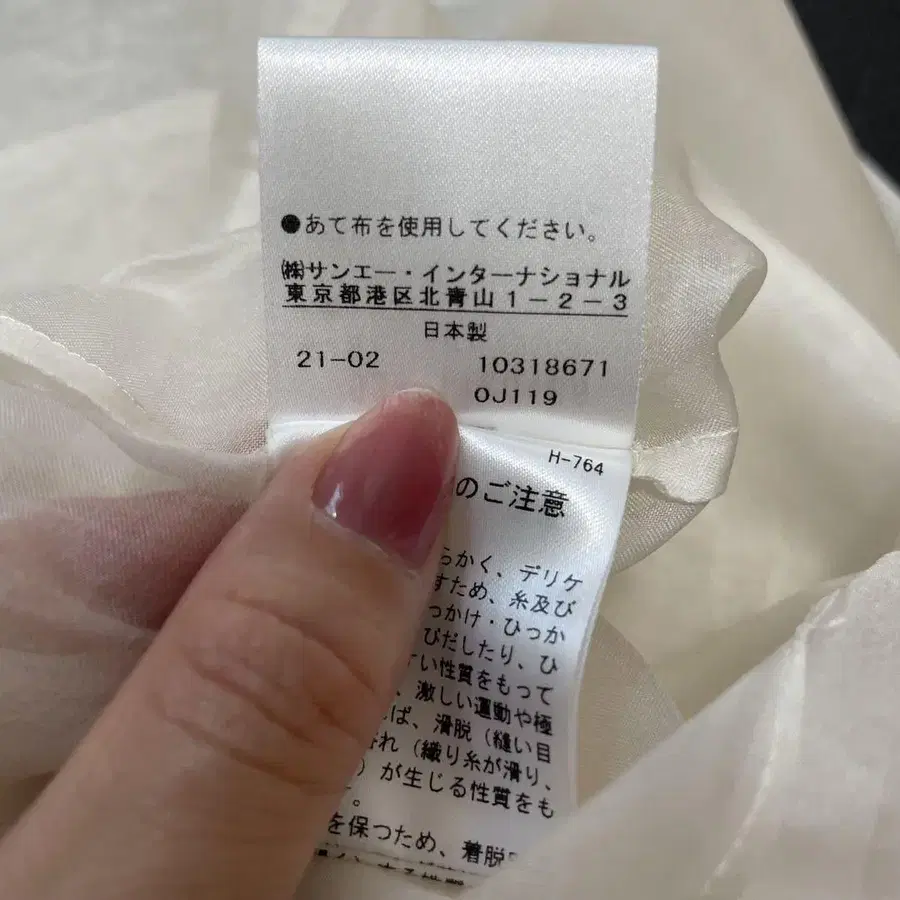 ●あて布を使用してください。
㈱サンエー・インターナショナル
東京都港区北青山1-2-3
日本製
21-02 10318671
0J119
H-764
のご注意
らかく、デリケ
すため、糸及び
っかけ・ひっか
びだしたり、ひ
すい性質をもって
、激しい運動や極
ば、滑脱（縫い目
ぶれ（織り糸が滑り、
）が生じる性質をも
。
を保つため、着脱